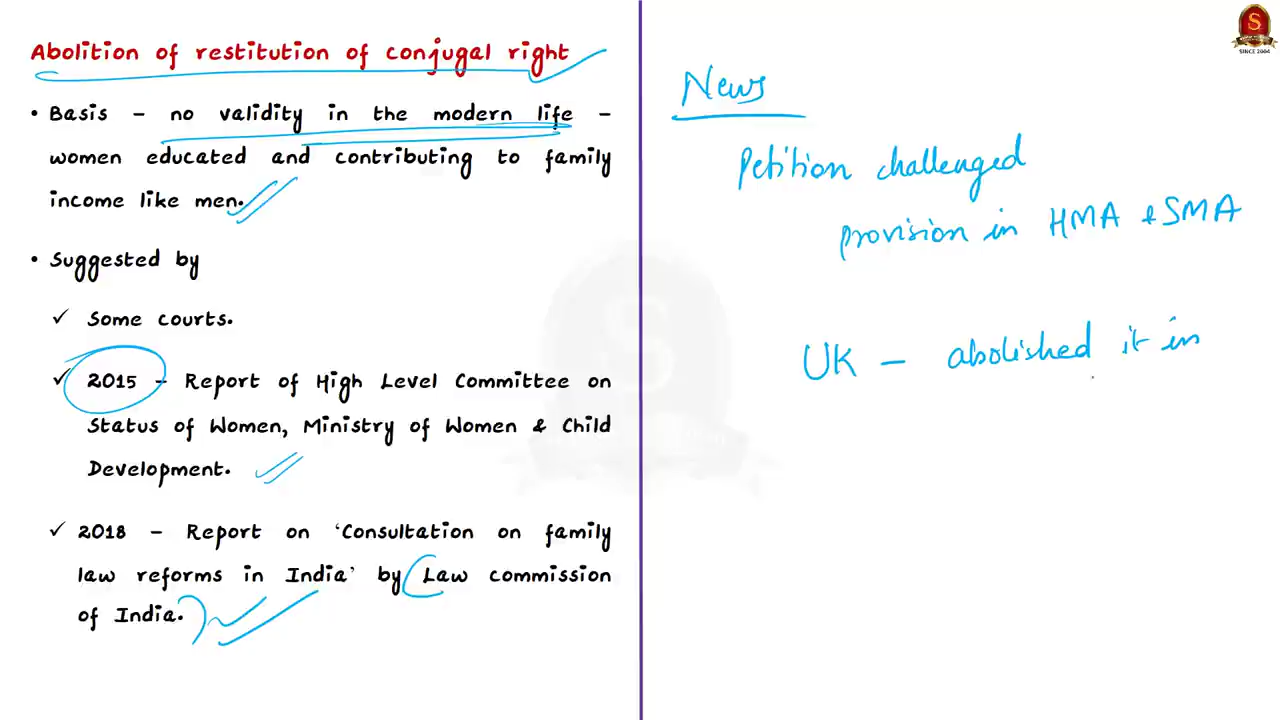 Abolition of restitution of conjugal right
• Basis – no validity in the modern life –
women educated and contributing to family
income like men.
• Suggested by
✓ Some courts.
✓ 2015 – Report of High Level Committee on
Status of Women, Ministry of Women & Child
Development.
✓ 2018 – Report on 'Consultation on family
law reforms in India' by Law commission
of India.
News
Petition challenged
provision in HMA & SMA
UK – abolished it in
S
SINCE 2004